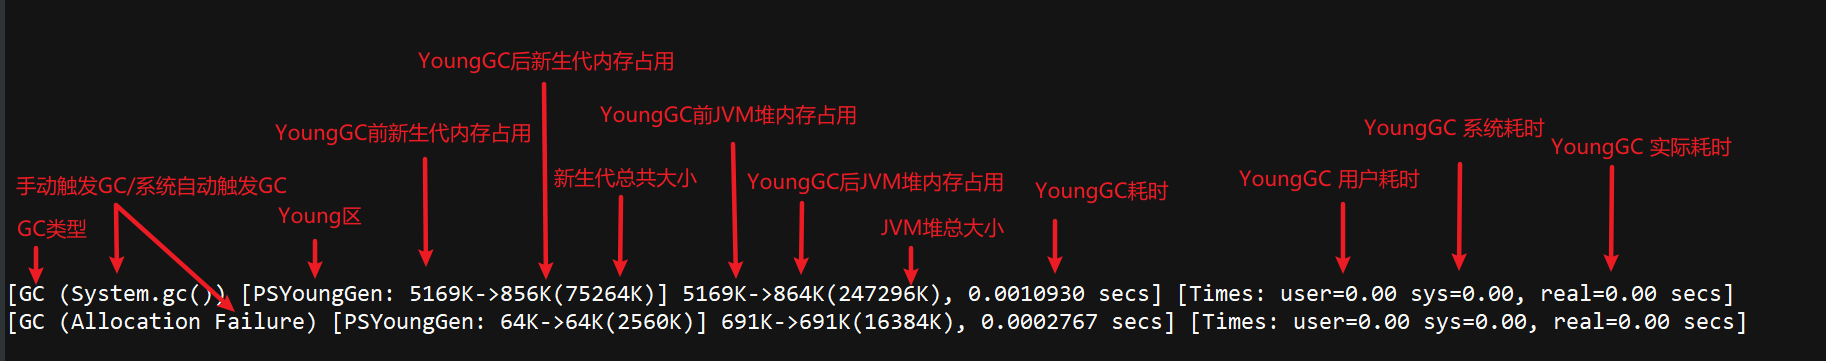 YoungGC后新生代内存占用
YoungGC前JVM堆内存占用
YoungGC前新生代内存占用
YoungGC 系统耗时
YoungGC 实际耗时
手动触发GC/系统自动触发GC
新生代总共大小
YoungGC后JVM堆内存占用
YoungGC耗时
YoungGC 用户耗时
GC类型
Young区
JVM堆总大小
[GC (System.gc()) [PSYoungGen: 5169K->856K(75264K)] 5169K->864K(247296K), 0.0010930 secs] [Times: user=0.00 sys=0.00, real=0.00 secs]
[GC (Allocation Failure) [PSYoungGen: 64K->64K(2560K)] 691K->691K(16384K), 0.0002767 secs] [Times: user=0.00 sys=0.00, real=0.00 secs]